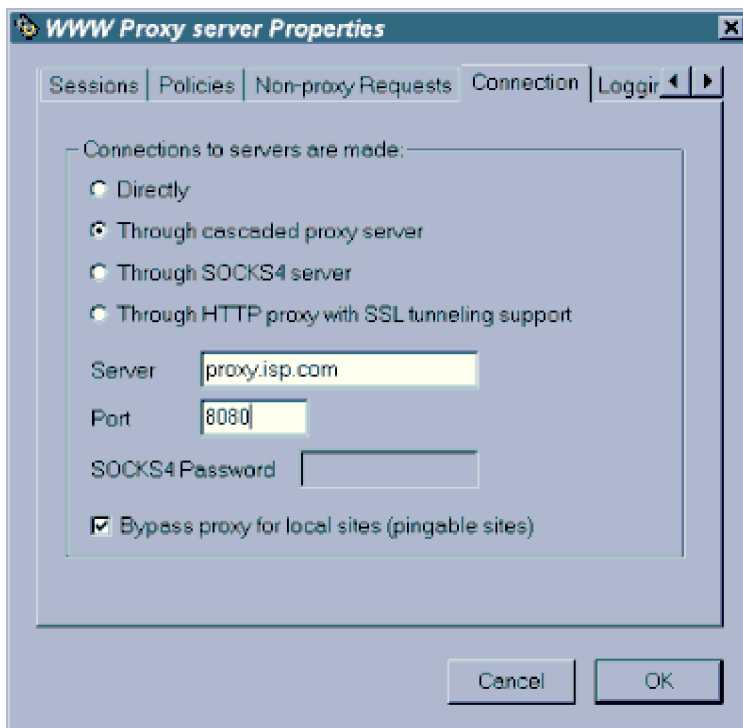 WWW Proxy server Properties
Sessions Policies Non-proxy Requests Connection Loggin
Connections to servers are made:
Directly
Through cascaded proxy server
Through SOCKS4 server
Through HTTP proxy with SSL tunneling support
Server proxy.isp.com
Port 8080
SOCKS4 Password
Bypass proxy for local sites (pingable sites)
Cancel OK